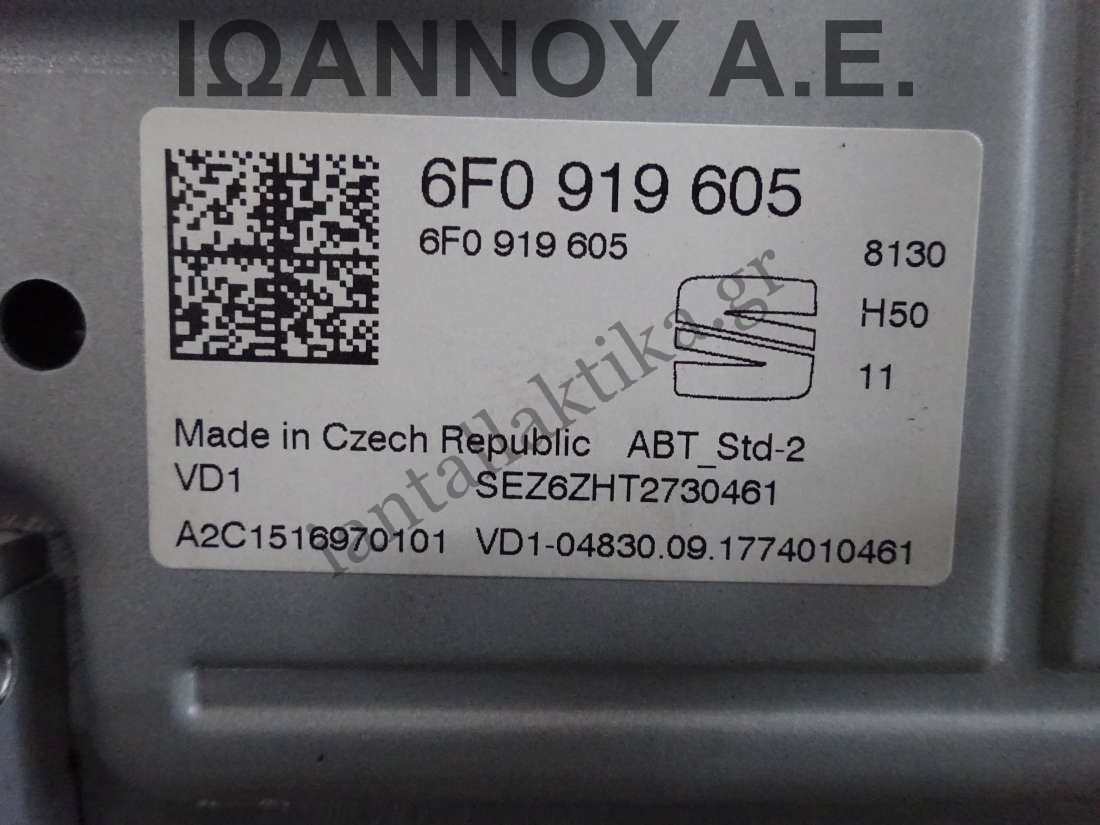 ΙΩΑΝΝΟΥ Α.Ε.
6F0 919 605
6F0 919 605
8130
H50
11
Made in Czech Republic ABT_Std-2
VD1 SEZ6ZHT2730461
A2C1516970101 VD1-04830.09.1774010461
iantallaktika.gr